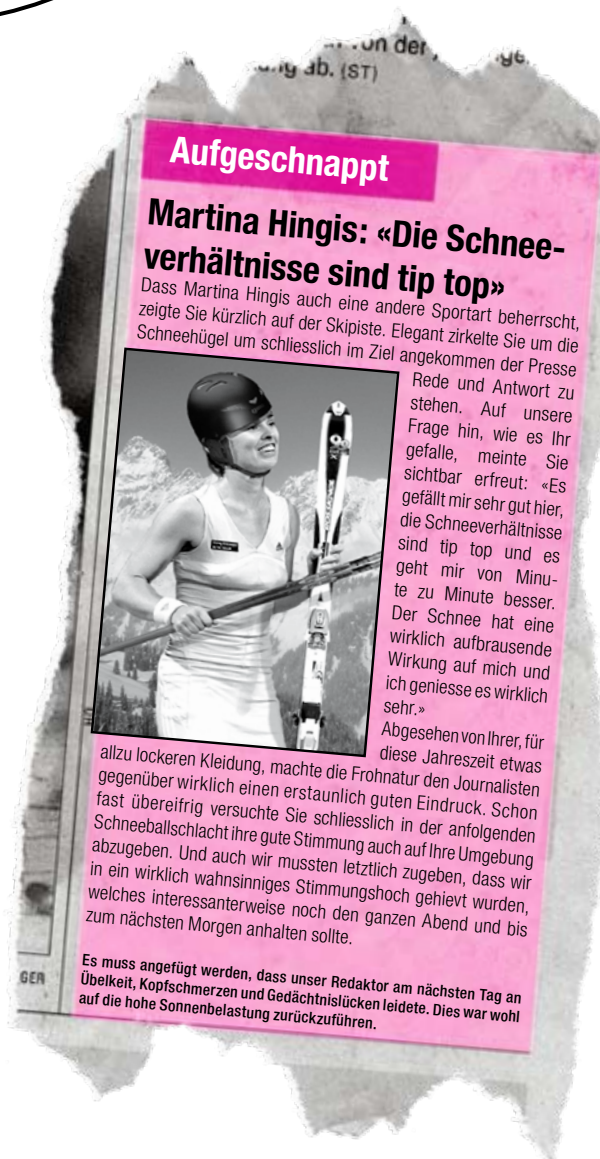 von der
ab. (ST)
Aufgeschnappt
Martina Hingis: «Die Schnee-
verhältnisse sind tip top»
Dass Martina Hingis auch eine andere Sportart beherrscht,
zeigte Sie kürzlich auf der Skipiste. Elegant zirkelte Sie um die
Schneehügel um schliesslich im Ziel angekommen der Presse
Rede und Antwort zu
stehen. Auf unsere
Frage hin, wie es Ihr
gefalle, meinte Sie
sichtbar erfreut: «Es
gefällt mir sehr gut hier,
die Schneeverhältnisse
sind tip top und es
geht mir von Minu-
te zu Minute besser.
Der Schnee hat eine
wirklich aufbrausende
Wirkung auf mich und
ich geniesse es wirklich
sehr.»
Abgesehen von Ihrer, für
diese Jahreszeit etwas
allzu lockeren Kleidung, machte die Frohnatur den Journalisten
gegenüber wirklich einen erstaunlich guten Eindruck. Schon
fast übereifrig versuchte Sie schliesslich in der anfolgenden
Schneeballschlacht ihre gute Stimmung auch auf Ihre Umgebung
abzugeben. Und auch wir mussten letztlich zugeben, dass wir
in ein wirklich wahnsinniges Stimmungshoch gehievt wurden,
welches interessanterweise noch den ganzen Abend und bis
zum nächsten Morgen anhalten sollte.
Es muss angefügt werden, dass unser Redaktor am nächsten Tag an
Übelkeit, Kopfschmerzen und Gedächtnislücken leidete. Dies war wohl
auf die hohe Sonnenbelastung zurückzuführen.
GER